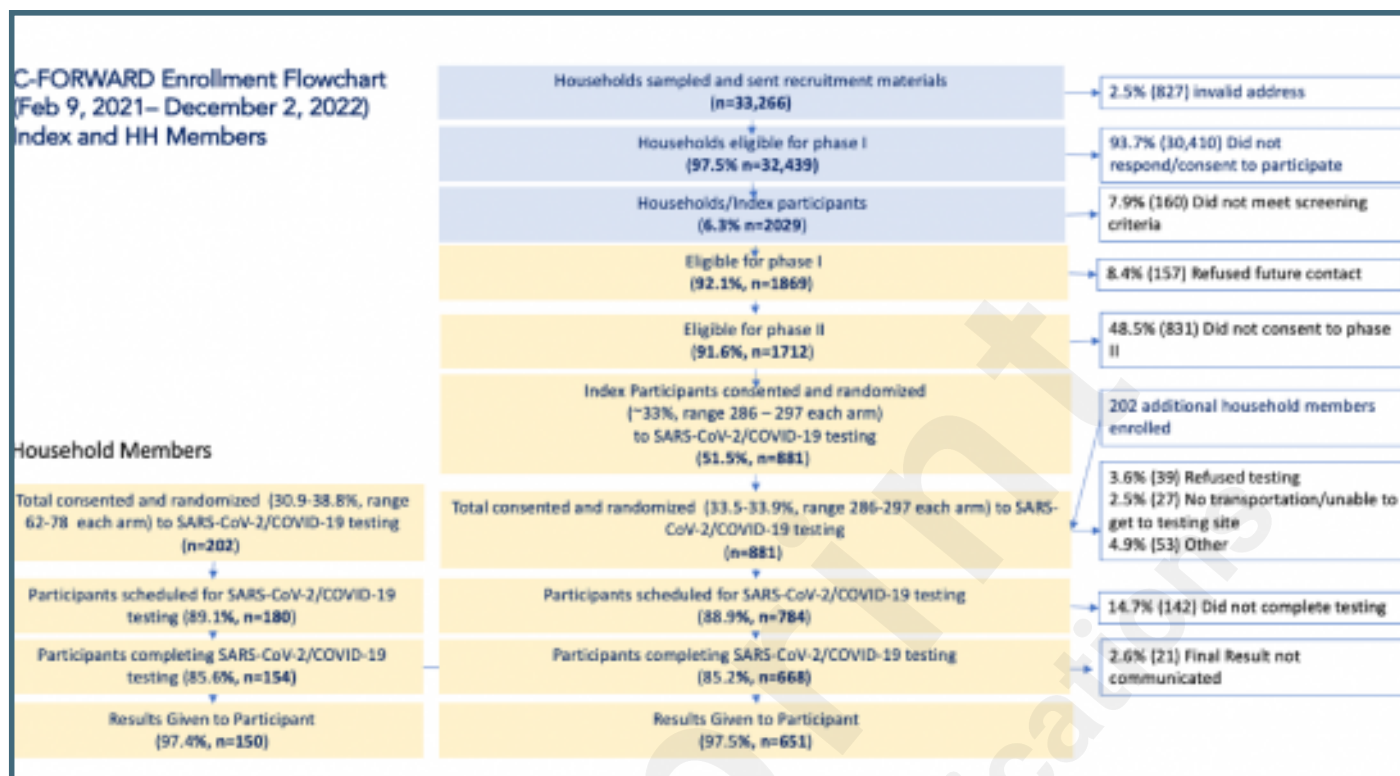 C-FORWARD Enrollment Flowchart
(Feb 9, 2021– December 2, 2022)
Index and HH Members
Households sampled and sent recruitment materials
(n=33,266)
2.5% (827) invalid address
Households eligible for phase I
(97.5% n=32,439)
93.7% (30,410) Did not
respond/consent to participate
Households/Index participants
(6.3% n=2029)
7.9% (160) Did not meet screening
criteria
Eligible for phase I
(92.1%, n=1869)
8.4% (157) Refused future contact
Eligible for phase II
(91.6%, n=1712)
48.5% (831) Did not consent to phase
II
Index Participants consented and randomized
(~33%, range 286 – 297 each arm)
to SARS-CoV-2/COVID-19 testing
(51.5%, n=881)
202 additional household members
enrolled
Household Members
Total consented and randomized (30.9-38.8%, range
62-78 each arm) to SARS-CoV-2/COVID-19 testing
(n=202)
Total consented and randomized (33.5-33.9%, range 286-297 each arm) to SARS-
CoV-2/COVID-19 testing
(n=881)
3.6% (39) Refused testing
2.5% (27) No transportation/unable to
get to testing site
4.9% (53) Other
Participants scheduled for SARS-CoV-2/COVID-19
testing (89.1%, n=180)
Participants scheduled for SARS-CoV-2/COVID-19 testing
(88.9%, n=784)
14.7% (142) Did not complete testing
Participants completing SARS-CoV-2/COVID-19
testing (85.6%, n=154)
Participants completing SARS-CoV-2/COVID-19 testing
(85.2%, n=668)
2.6% (21) Final Result not
communicated
Results Given to Participant
(97.4%, n=150)
Results Given to Participant
(97.5%, n=651)